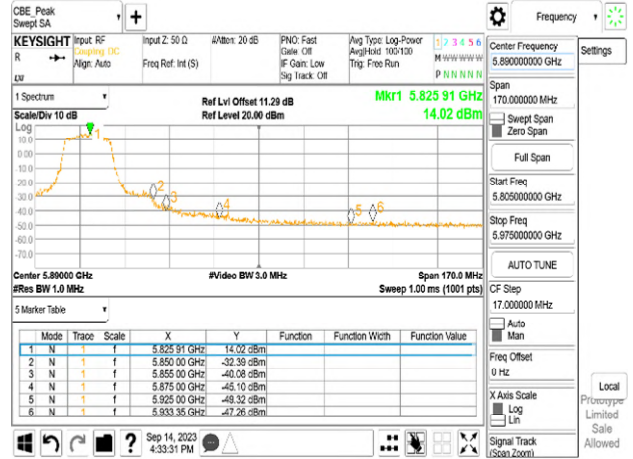 CBE_Peak
Swept SA
Frequency
KEYSIGHT
R
LXI
Input: RF
Coupling: DC
Align: Auto
Input Z: 50 Ω
Freq Ref: Int (S)
#Atten: 20 dB
PNO: Fast
Gate: Off
IF Gain: Low
Sig Track: Off
Avg Type: Log-Power
Avg|Hold: 100/100
Trig: Free Run
1 2 3 4 5 6
M W W W W W
P N N N N N
Center Frequency
5.890000000 GHz
Settings
Span
170.000000 MHz
Swept Span
Zero Span
Full Span
Start Freq
5.805000000 GHz
Stop Freq
5.975000000 GHz
AUTO TUNE
CF Step
17.000000 MHz
Auto
Man
Freq Offset
0 Hz
X Axis Scale
Log
Lin
Signal Track
(Span Zoom)
Local
Prototype
Limited
Sale
Allowed
1 Spectrum
Scale/Div 10 dB
Ref Lvl Offset 11.29 dB
Ref Level 20.00 dBm
Mkr1 5.825 91 GHz
14.02 dBm
Log
10.0
0.00
-10.0
-20.0
-30.0
-40.0
-50.0
-60.0
-70.0
1
2
3
4
5
6
Center 5.89000 GHz
#Res BW 1.0 MHz
#Video BW 3.0 MHz
Span 170.0 MHz
Sweep 1.00 ms (1001 pts)
5 Marker Table
Mode Trace Scale X Y Function Function Width Function Value
1 N 1 f 5.825 91 GHz 14.02 dBm
2 N 1 f 5.850 00 GHz -32.39 dBm
3 N 1 f 5.855 00 GHz -40.08 dBm
4 N 1 f 5.875 00 GHz -45.10 dBm
5 N 1 f 5.925 00 GHz -49.32 dBm
6 N 1 f 5.933 35 GHz -47.26 dBm
?
Sep 14, 2023
4:33:31 PM